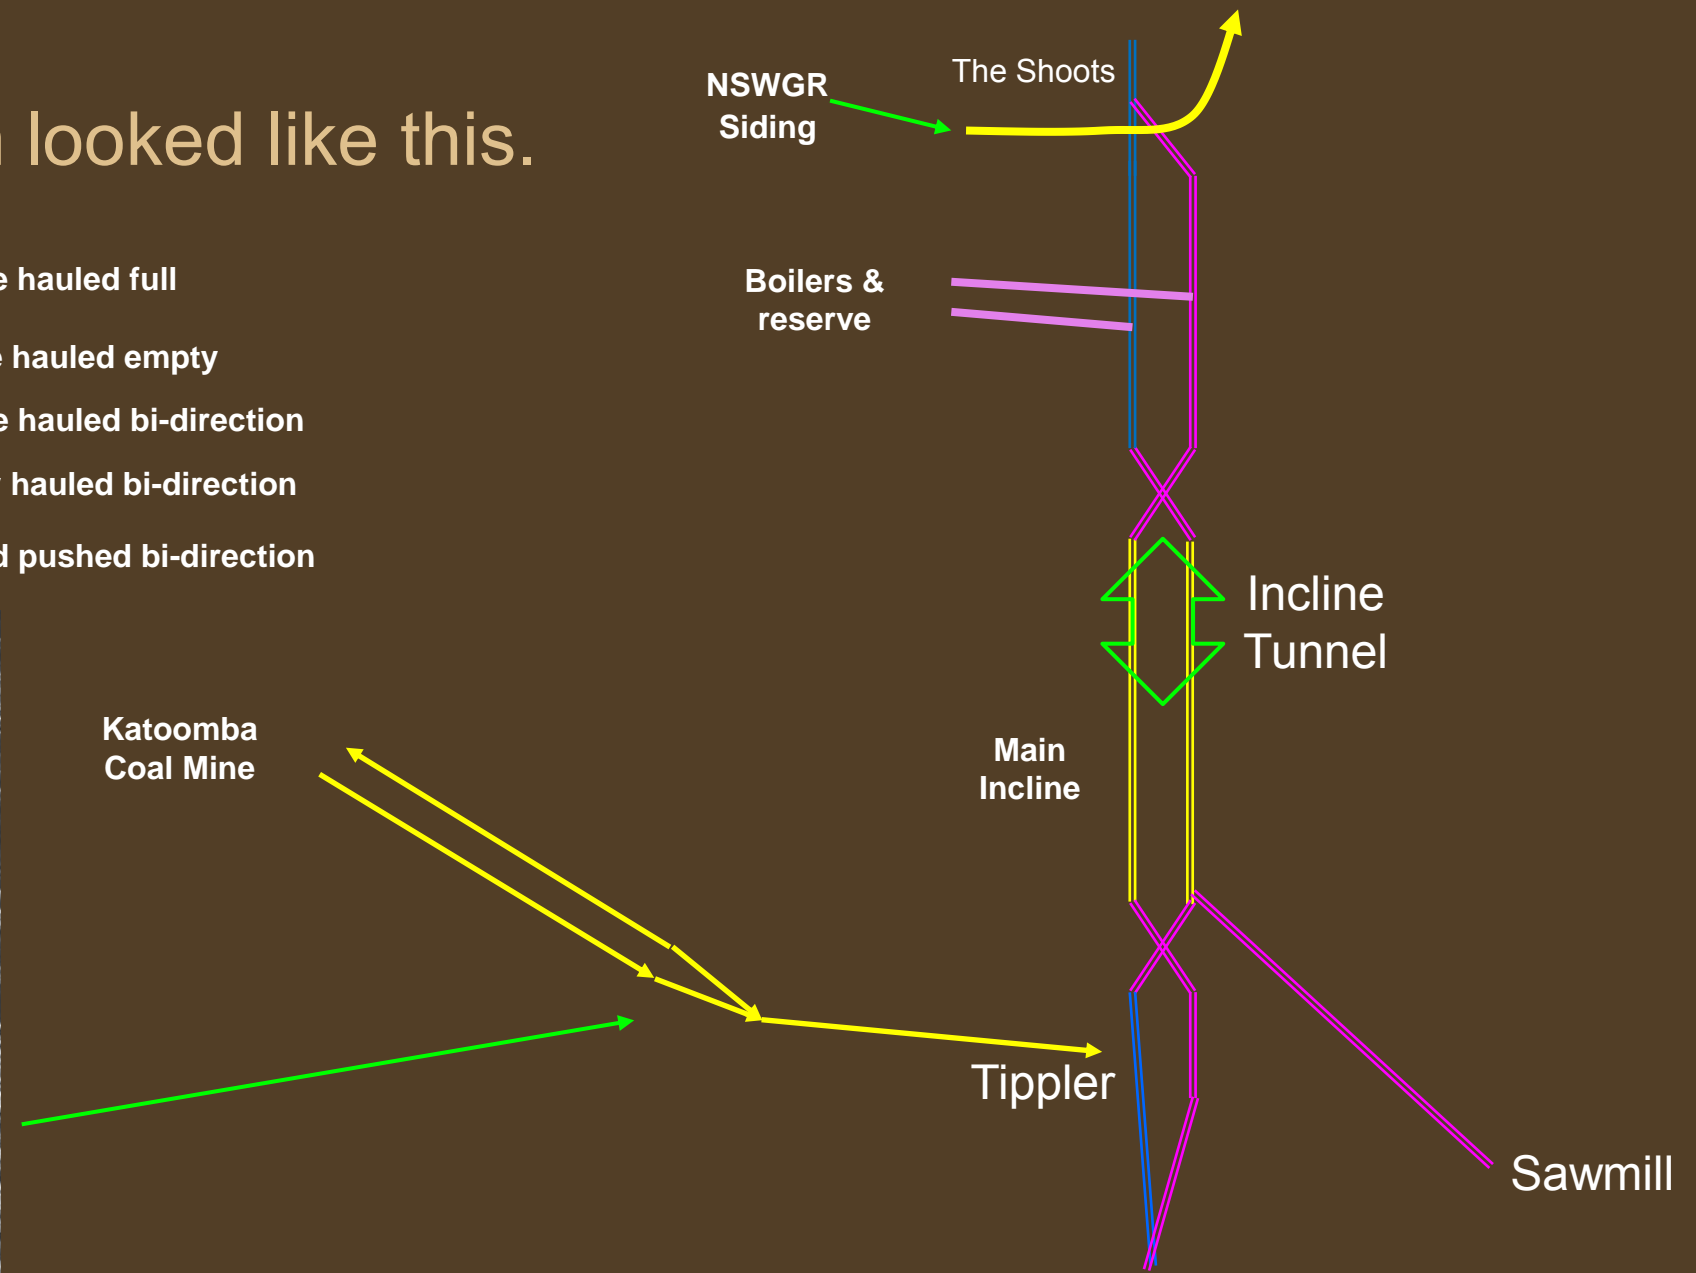 looked like this.
The Shoots
NSWGR
Siding
hauled full
Boilers &
reserve
hauled empty
hauled bi-direction
hauled bi-direction
pushed bi-direction
Incline
Tunnel
Katoomba
Coal Mine
Main
Incline
Tippler
Sawmill